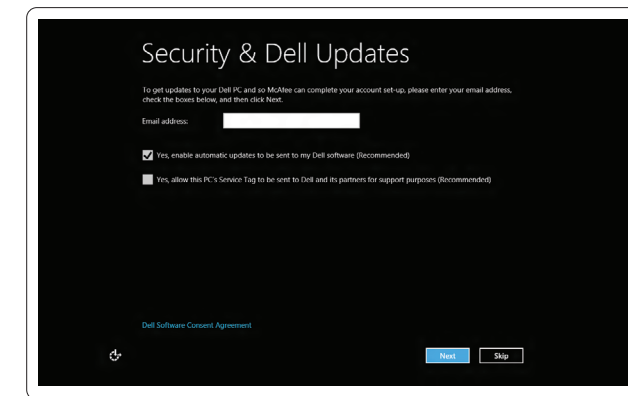 Security & Dell Updates
To get updates to your Dell PC and so McAfee can complete your account set-up, please enter your email address,
check the boxes below, and then click Next.
Email address:
Yes, enable automatic updates to be sent to my Dell software (Recommended)
Yes, allow this PC's Service Tag to be sent to Dell and its partners for support purposes (Recommended)
Dell Software Consent Agreement
Next Skip